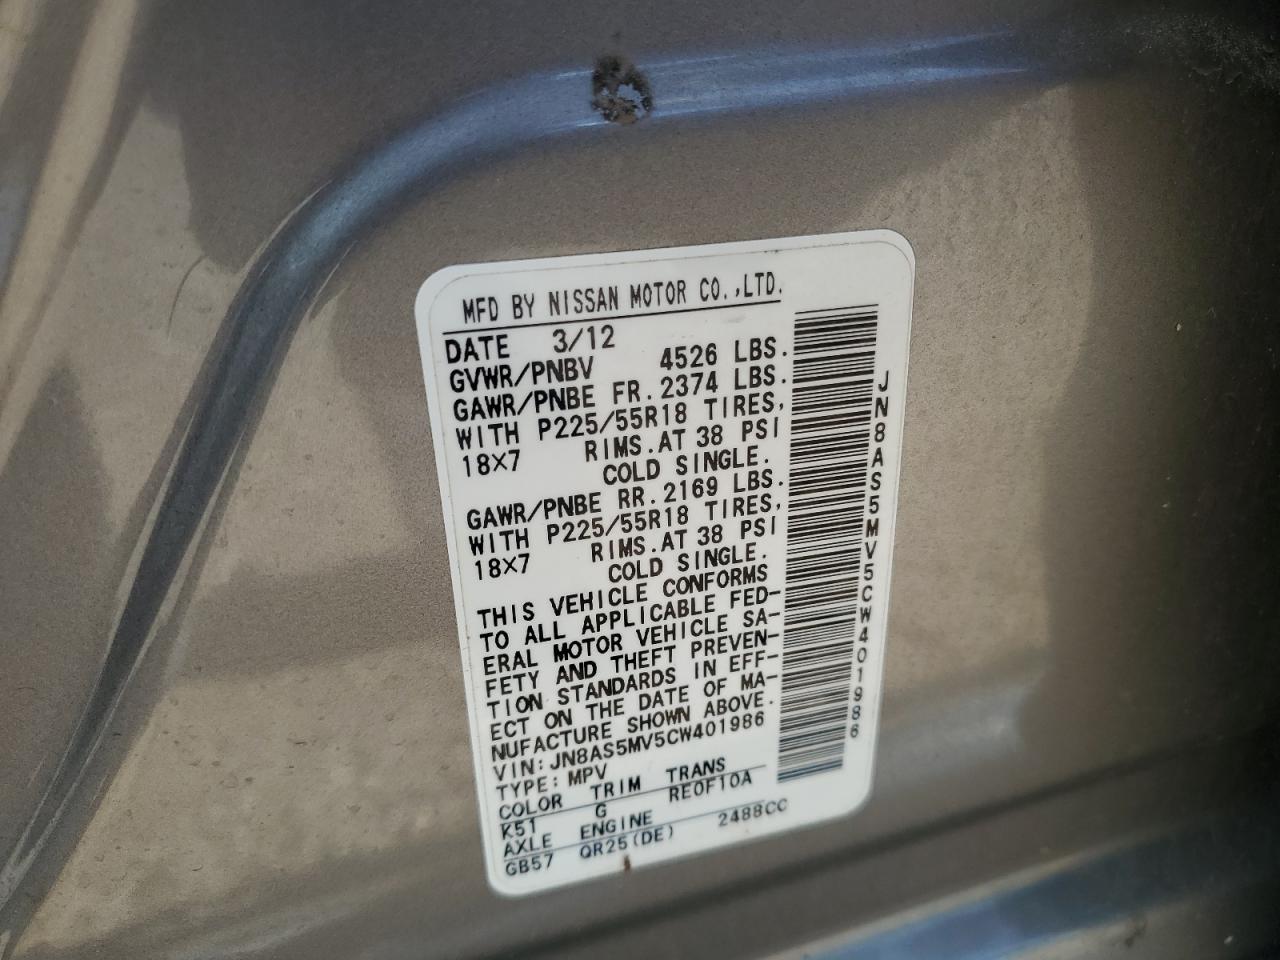 MFD BY NISSAN MOTOR CO.,LTD.
DATE 3/12
GVWR/PNBV 4526 LBS.
GAWR/PNBE FR. 2374 LBS.
WITH P225/55R18 TIRES,
18X7 RIMS. AT 38 PSI
COLD SINGLE.
GAWR/PNBE RR. 2169 LBS.
WITH P225/55R18 TIRES,
18X7 RIMS. AT 38 PSI
COLD SINGLE.
THIS VEHICLE CONFORMS
TO ALL APPLICABLE FED-
ERAL MOTOR VEHICLE SA-
FETY AND THEFT PREVEN-
TION STANDARDS IN EFF-
ECT ON THE DATE OF MA-
NUFACTURE SHOWN ABOVE.
VIN: JN8AS5MV5CW401986
TYPE: MPV
COLOR TRIM TRANS
K51 G RE0F10A
AXLE ENGINE
GB57 QR25(DE) 2488CC
JN8AS5MV5CW401986